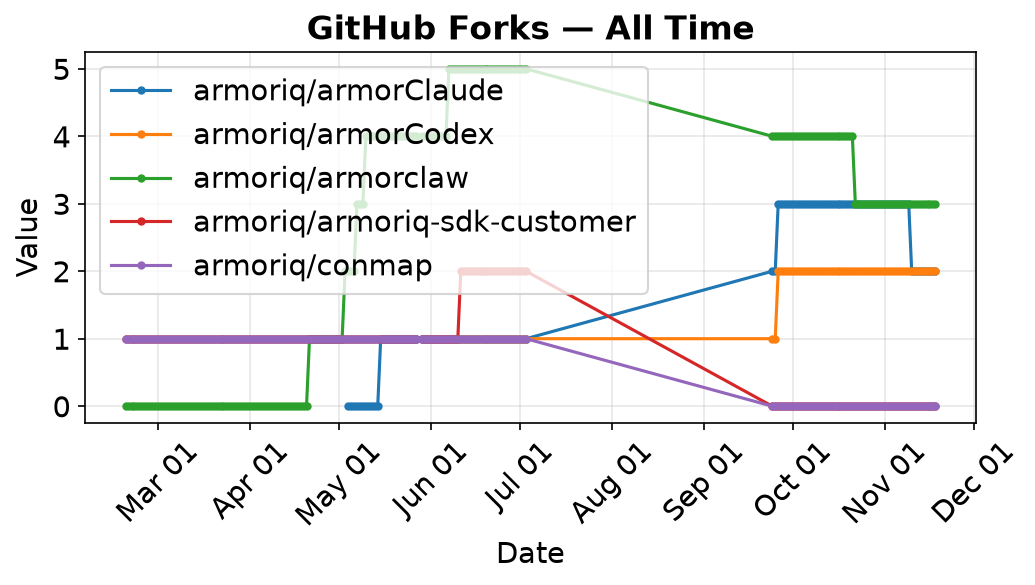 GitHub Forks — All Time
5
4
3
2
1
0
Value
armoriq/armorClaude
armoriq/armorCodex
armoriq/armorclaw
armoriq/armoriq-sdk-customer
armoriq/conmap
Mar 01
Apr 01
May 01
Jun 01
Jul 01
Aug 01
Sep 01
Oct 01
Nov 01
Dec 01
Date